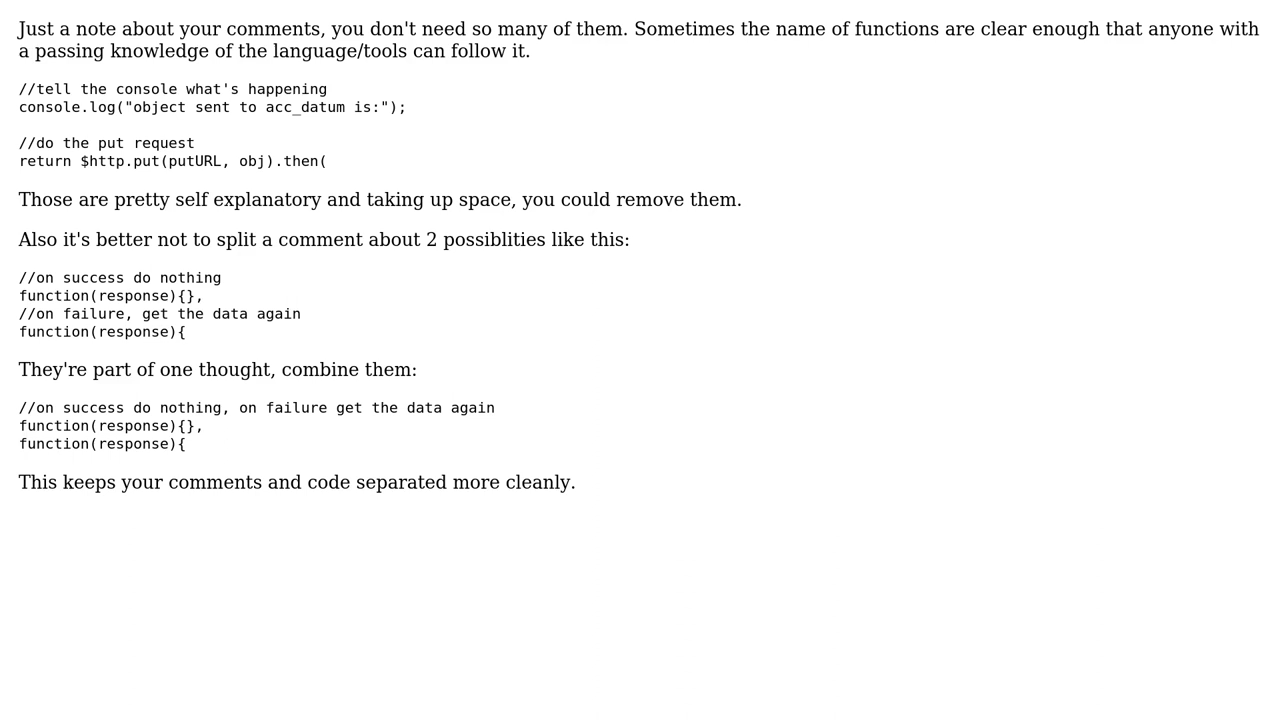 Just a note about your comments, you don't need so many of them. Sometimes the name of functions are clear enough that anyone with
a passing knowledge of the language/tools can follow it.
//tell the console what's happening
console.log("object sent to acc_datum is:");
//do the put request
return $http.put(putURL, obj).then(
Those are pretty self explanatory and taking up space, you could remove them.
Also it's better not to split a comment about 2 possiblities like this:
//on success do nothing
function(response){},
//on failure, get the data again
function(response){
They're part of one thought, combine them:
//on success do nothing, on failure get the data again
function(response){},
function(response){
This keeps your comments and code separated more cleanly.